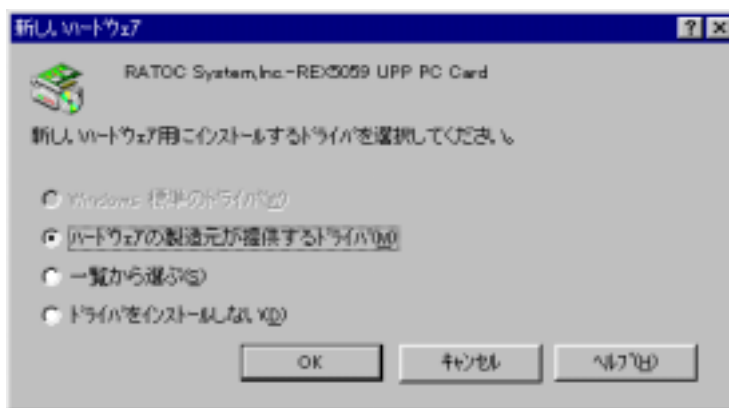 新しいハードウェア
RATOC System,Inc.-REX5059 UPP PC Card
新しいハードウェア用にインストールするドライバを選択してください。
Windows 標準のドライバ(W)
ハードウェアの製造元が提供するドライバ(M)
一覧から選ぶ(S)
ドライバをインストールしない(D)
OK キャンセル ヘルプ(H)